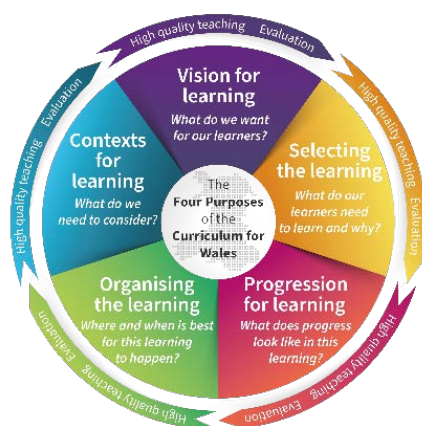 High quality teaching
Evaluation
Vision for
learning
What do we want
for our learners?
High quality teaching
Evaluation
Selecting
the learning
What do our
learners need
to learn and why?
High quality teaching
Evaluation
Progression
for learning
What does progress
look like in this
learning?
High quality teaching
Evaluation
Organising
the learning
Where and when is best
for this learning
to happen?
High quality teaching
Evaluation
Contexts
for
learning
What do we
need to consider?
The
Four Purposes
of the
Curriculum for
Wales